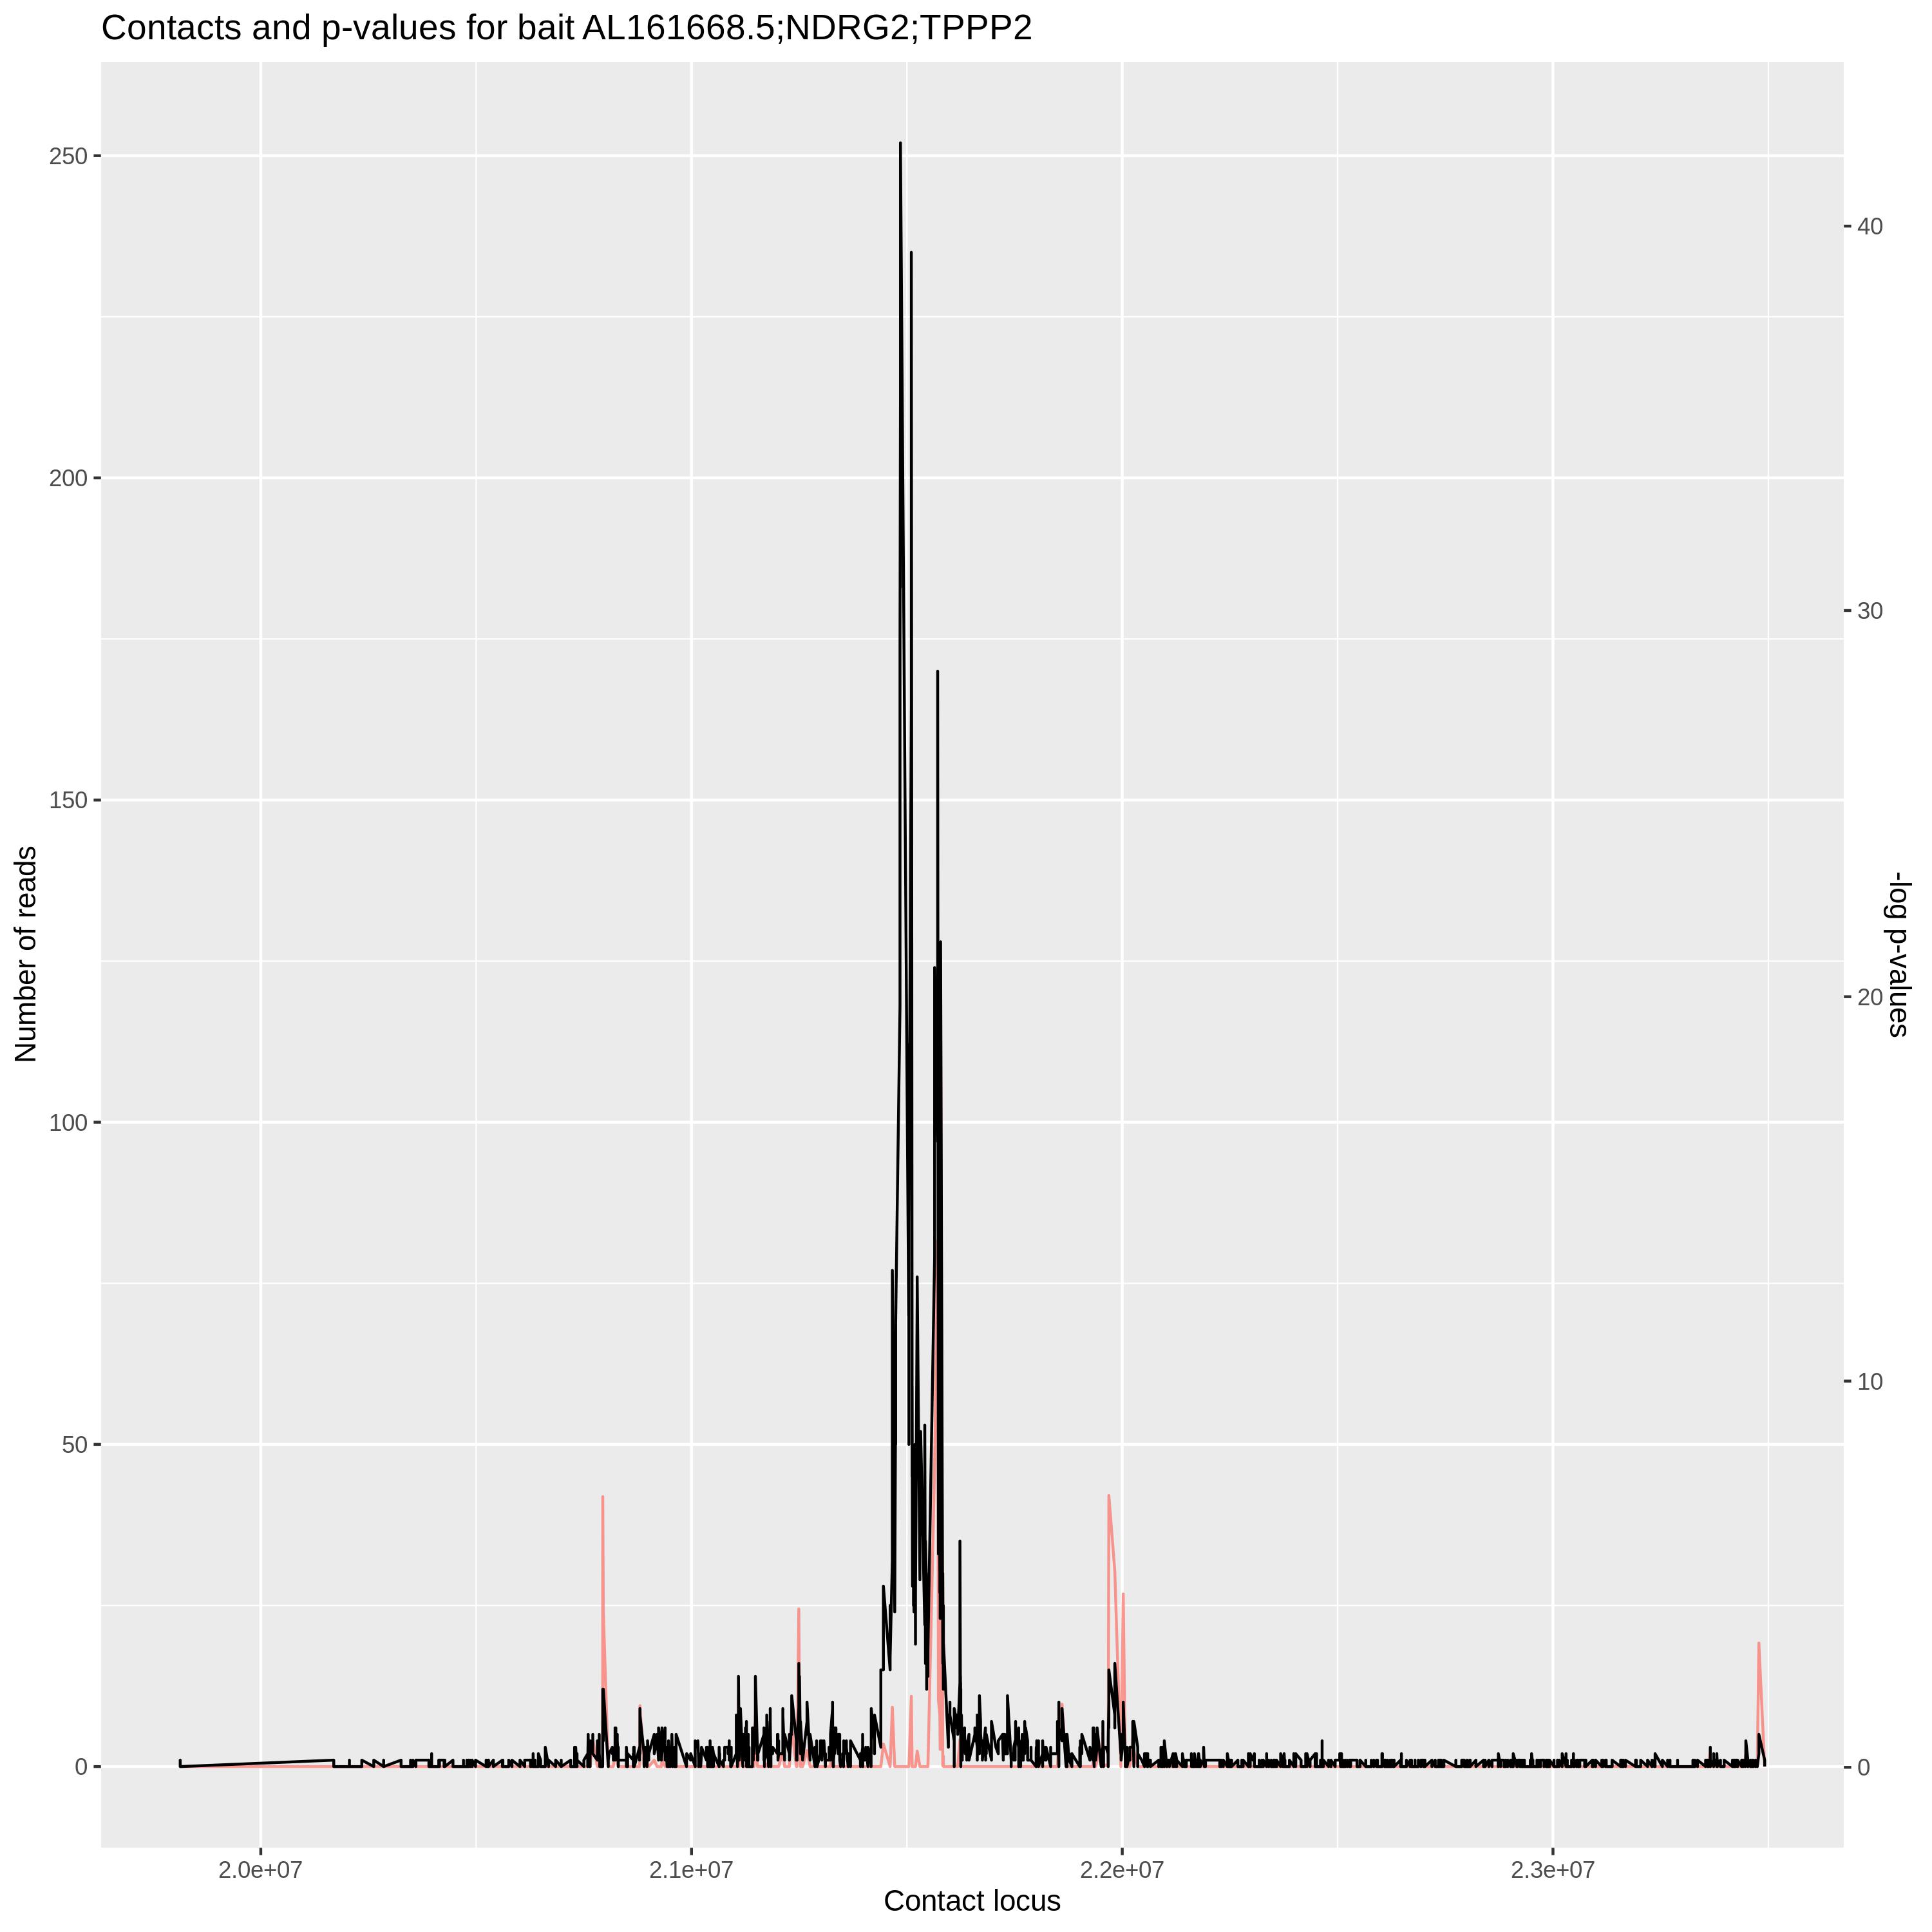 Contacts and p-values for bait AL161668.5;NDRG2;TPPP2
250
200
150
100
50
0
Number of reads
40
30
20
10
0
-log p-values
2.0e+07
2.1e+07
2.2e+07
2.3e+07
Contact locus